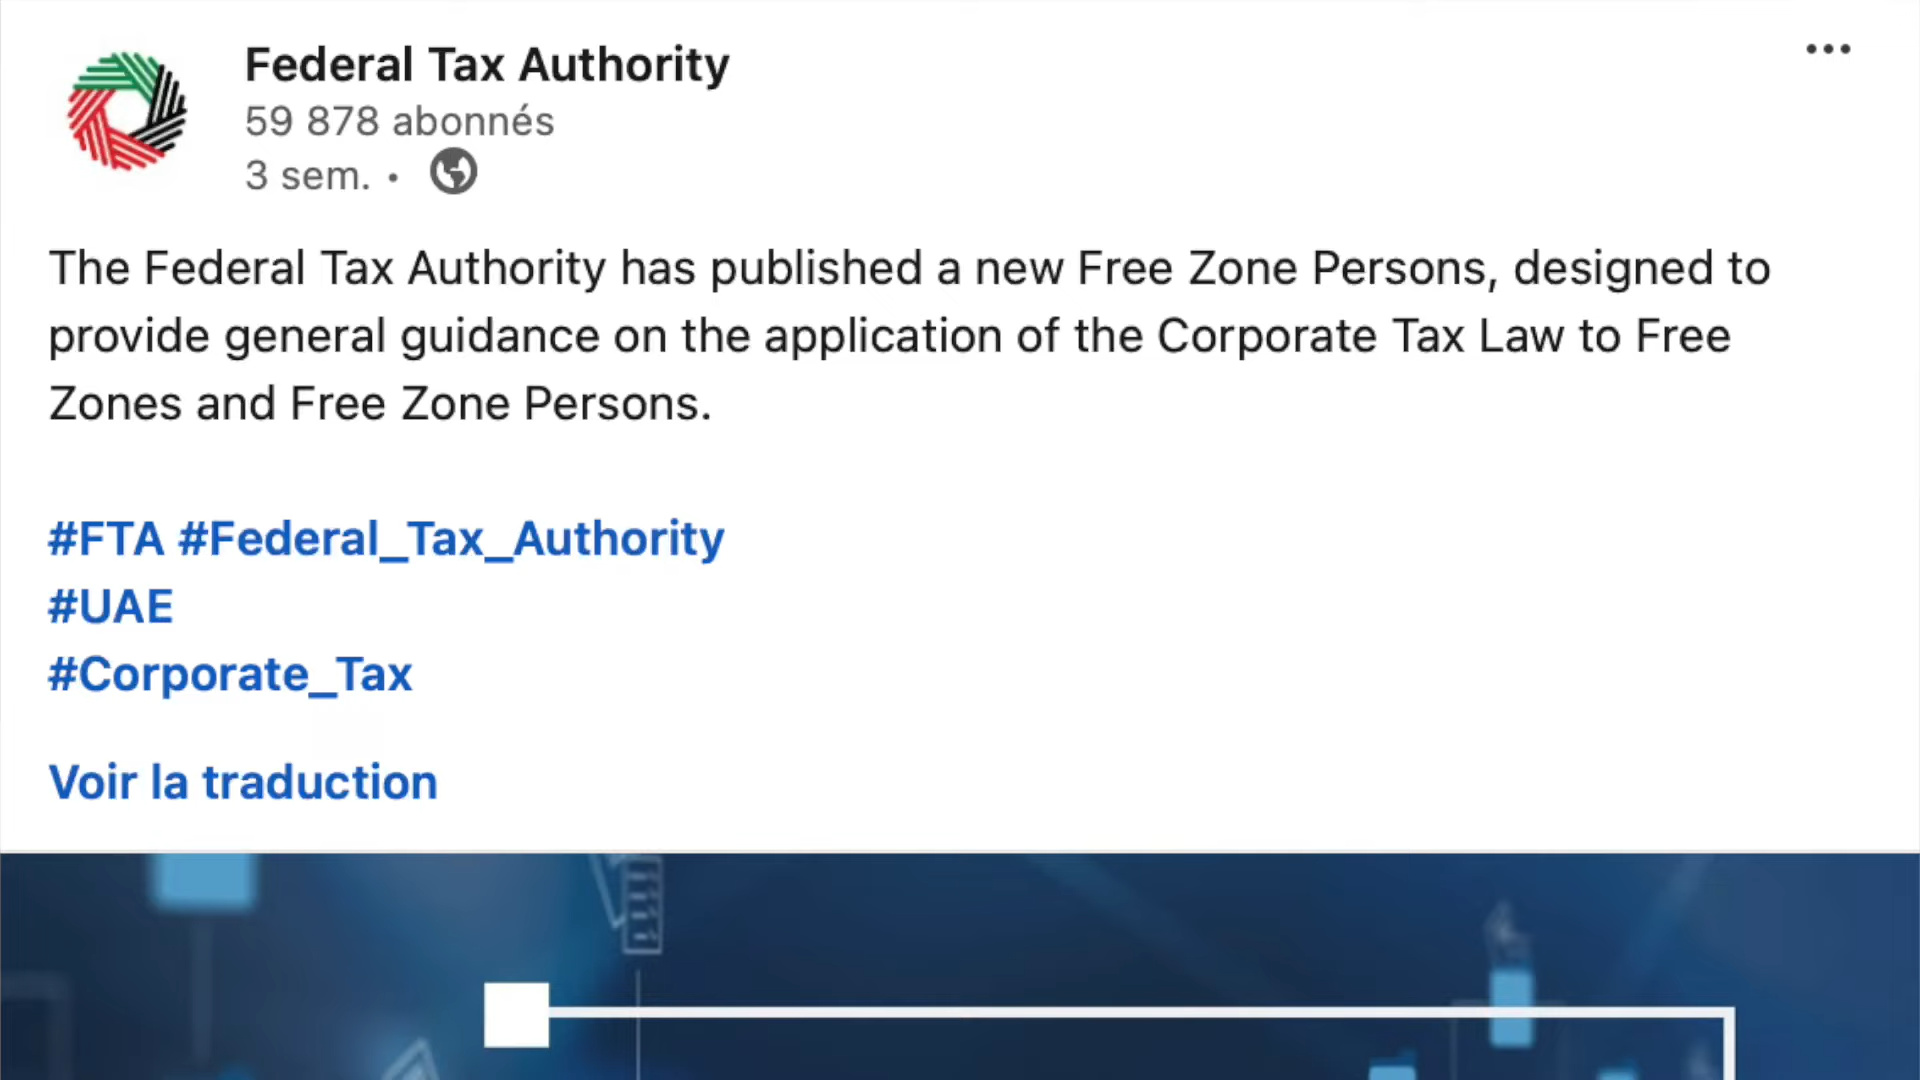 Federal Tax Authority
59 878 abonnés
3 sem. •
The Federal Tax Authority has published a new Free Zone Persons, designed to
provide general guidance on the application of the Corporate Tax Law to Free
Zones and Free Zone Persons.
#FTA #Federal_Tax_Authority
#UAE
#Corporate_Tax
Voir la traduction